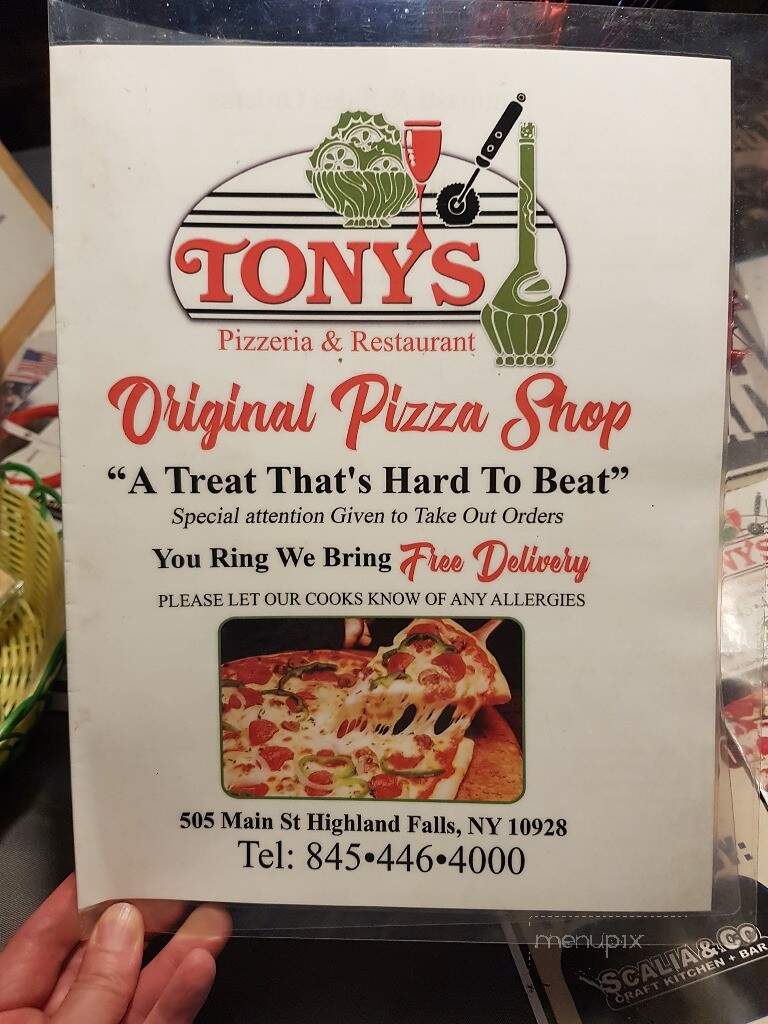 TONY'S
Pizzeria & Restaurant
Original Pizza Shop
“A Treat That's Hard To Beat”
Special attention Given to Take Out Orders
You Ring We Bring Free Delivery
PLEASE LET OUR COOKS KNOW OF ANY ALLERGIES
505 Main St Highland Falls, NY 10928
Tel: 845•446•4000
menupix
SCALIA & CO
CRAFT KITCHEN + BAR